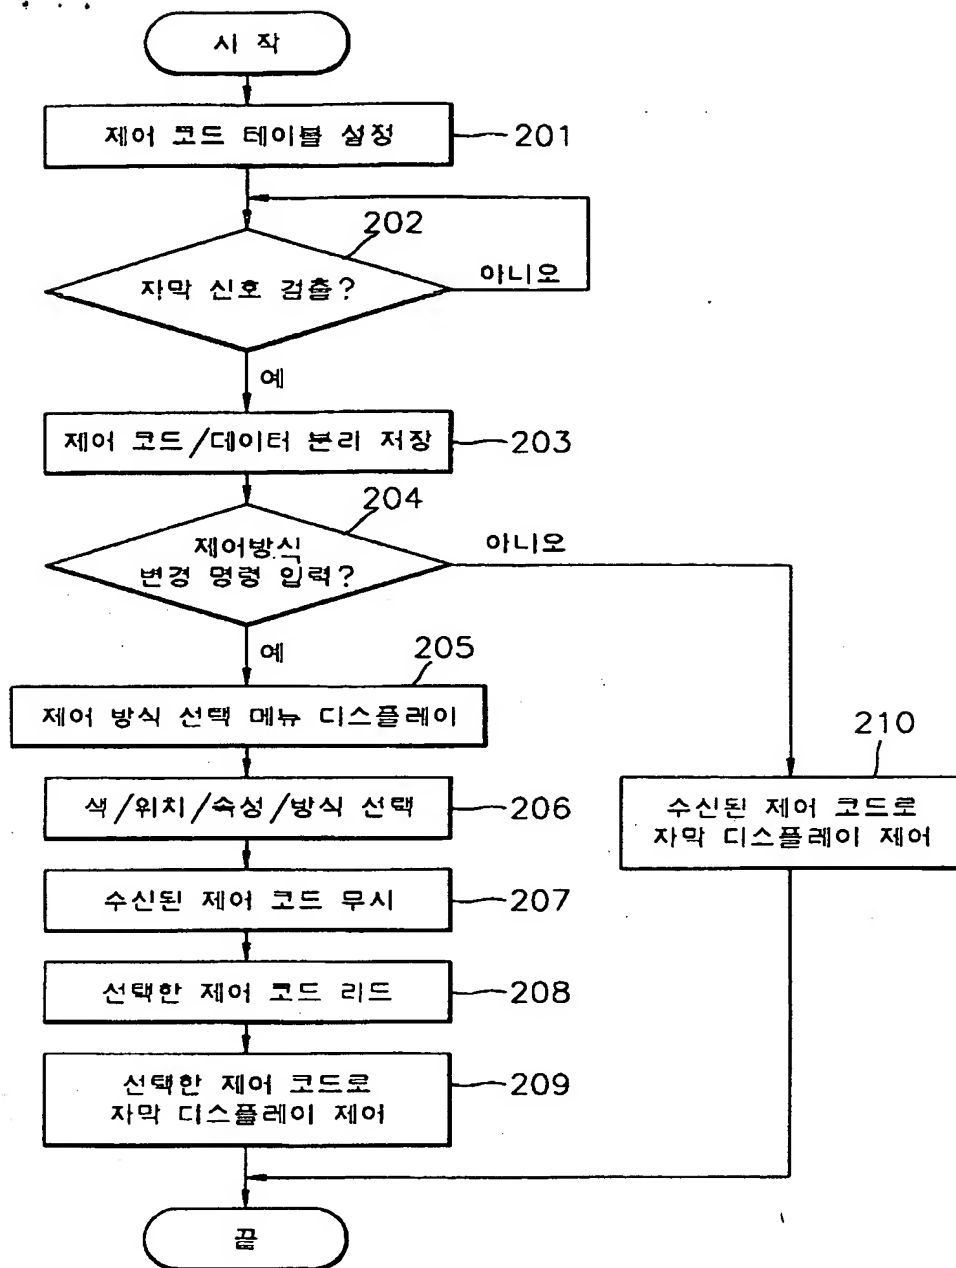 시 작
제어 코드 테이블 설정
201
202
자막 신호 검출?
아니오
예
제어 코드/데이터 분리 저장
203
204
제어방식
변경 명령 입력?
아니오
예
205
제어 방식 선택 메뉴 디스플레이
210
색/위치/속성/방식 선택
206
수신된 제어 코드로
자막 디스플레이 제어
수신된 제어 코드 무시
207
선택한 제어 코드 리드
208
선택한 제어 코드로
자막 디스플레이 제어
209
끝